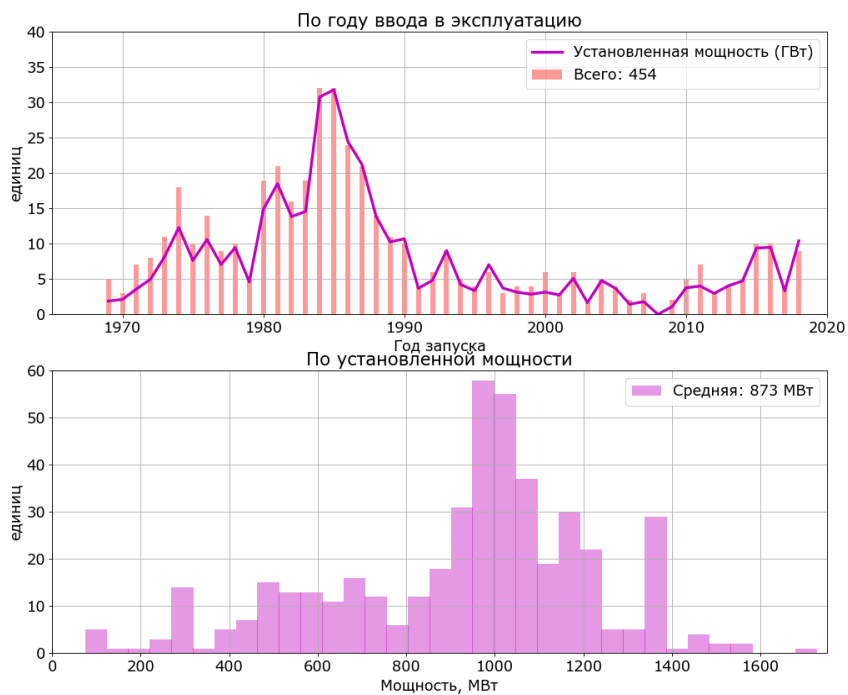 По году ввода в эксплуатацию
40
35
30
25
20
15
10
5
0
единиц
Установленная мощность (ГВт)
Всего: 454
1970 1980 1990 2000 2010 2020
Год запуска
По установленной мощности
60
50
40
30
20
10
0
единиц
Средняя: 873 МВт
0 200 400 600 800 1000 1200 1400 1600
Мощность, МВт